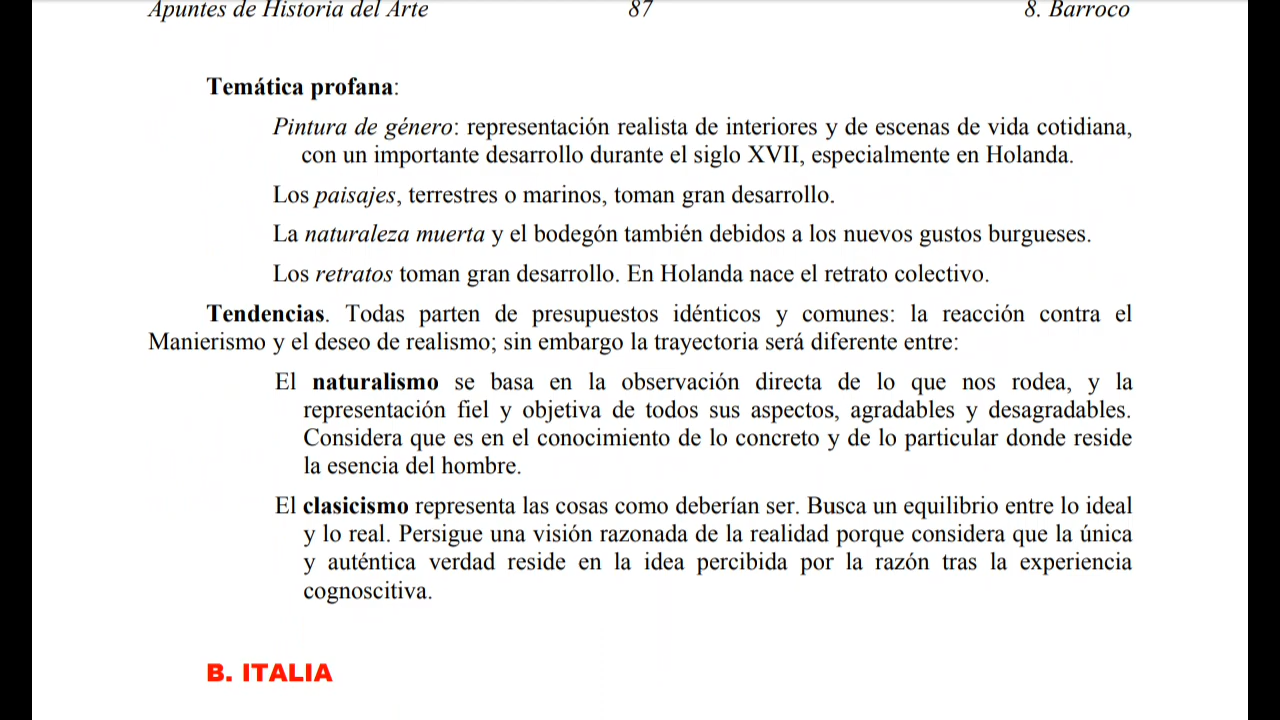 Apuntes de Historia del Arte 87 8. Barroco
Temática profana:
Pintura de género: representación realista de interiores y de escenas de vida cotidiana,
con un importante desarrollo durante el siglo XVII, especialmente en Holanda.
Los paisajes, terrestres o marinos, toman gran desarrollo.
La naturaleza muerta y el bodegón también debidos a los nuevos gustos burgueses.
Los retratos toman gran desarrollo. En Holanda nace el retrato colectivo.
Tendencias. Todas parten de presupuestos idénticos y comunes: la reacción contra el
Manierismo y el deseo de realismo; sin embargo la trayectoria será diferente entre:
El naturalismo se basa en la observación directa de lo que nos rodea, y la
representación fiel y objetiva de todos sus aspectos, agradables y desagradables.
Considera que es en el conocimiento de lo concreto y de lo particular donde reside
la esencia del hombre.
El clasicismo representa las cosas como deberían ser. Busca un equilibrio entre lo ideal
y lo real. Persigue una visión razonada de la realidad porque considera que la única
y auténtica verdad reside en la idea percibida por la razón tras la experiencia
cognoscitiva.
B. ITALIA